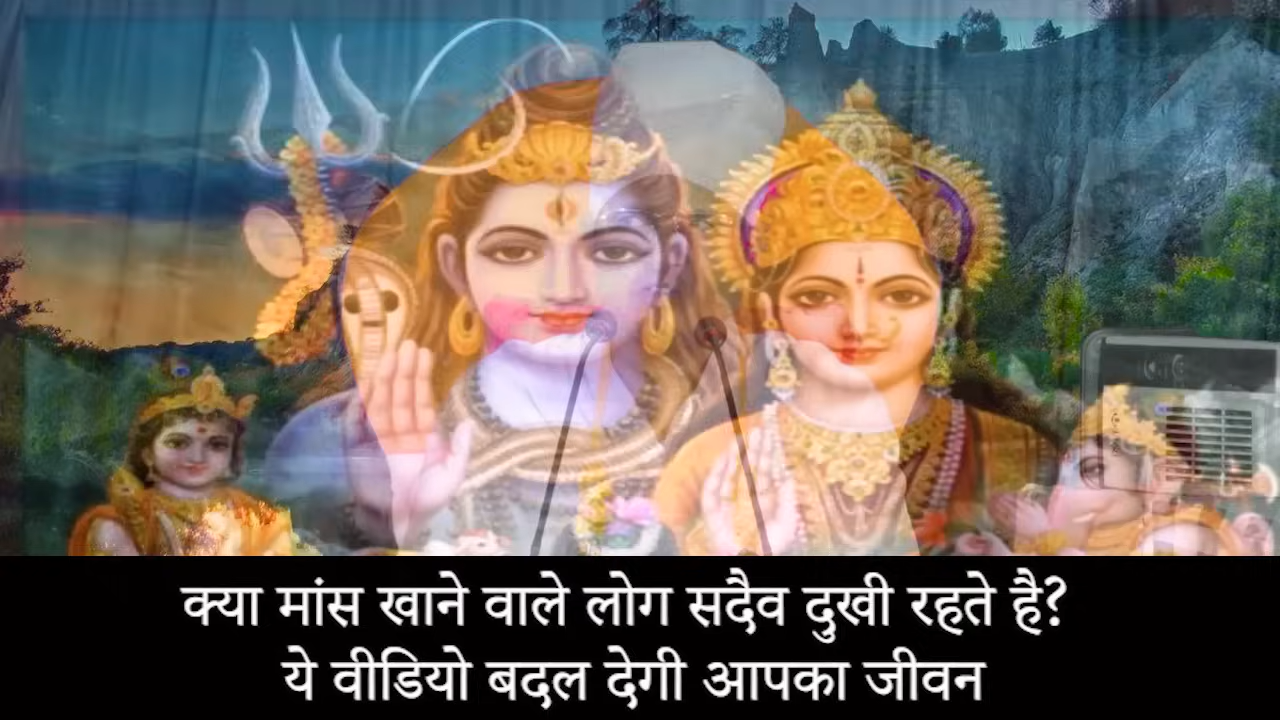 क्या मांस खाने वाले लोग सदैव दुखी रहते है?
ये वीडियो बदल देगी आपका जीवन